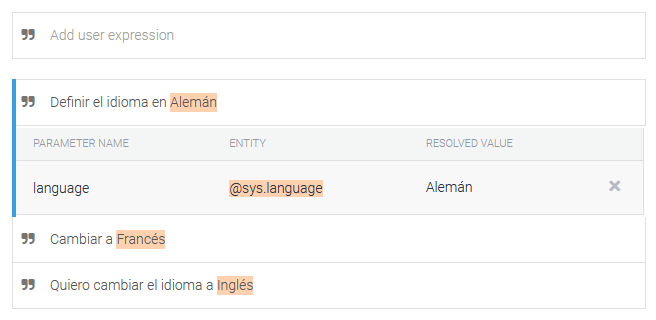 Add user expression
Definir el idioma en Alemán
PARAMETER NAME ENTITY RESOLVED VALUE
language @sys.language Alemán
Cambiar a Francés
Quiero cambiar el idioma a Inglés